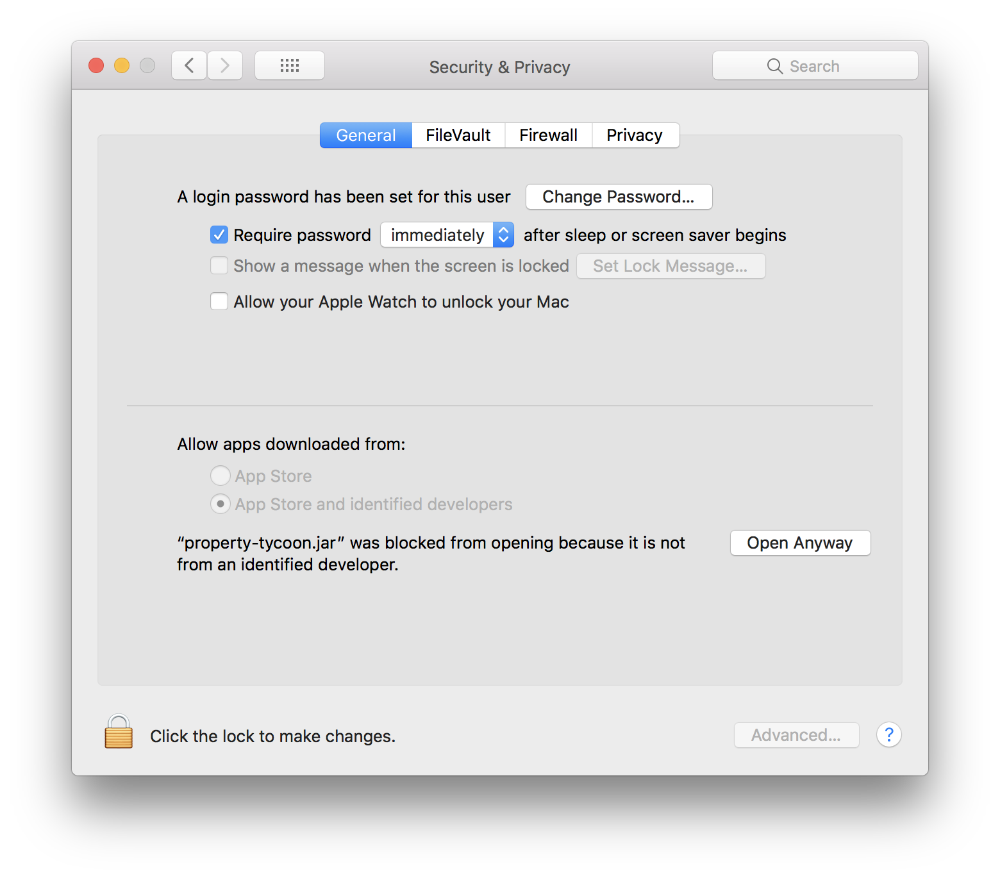 Security & Privacy
Search
General FileVault Firewall Privacy
A login password has been set for this user Change Password...
Require password immediately after sleep or screen saver begins
Show a message when the screen is locked Set Lock Message...
Allow your Apple Watch to unlock your Mac
Allow apps downloaded from:
App Store
App Store and identified developers
“property-tycoon.jar” was blocked from opening because it is not Open Anyway
from an identified developer.
Click the lock to make changes. Advanced... ?